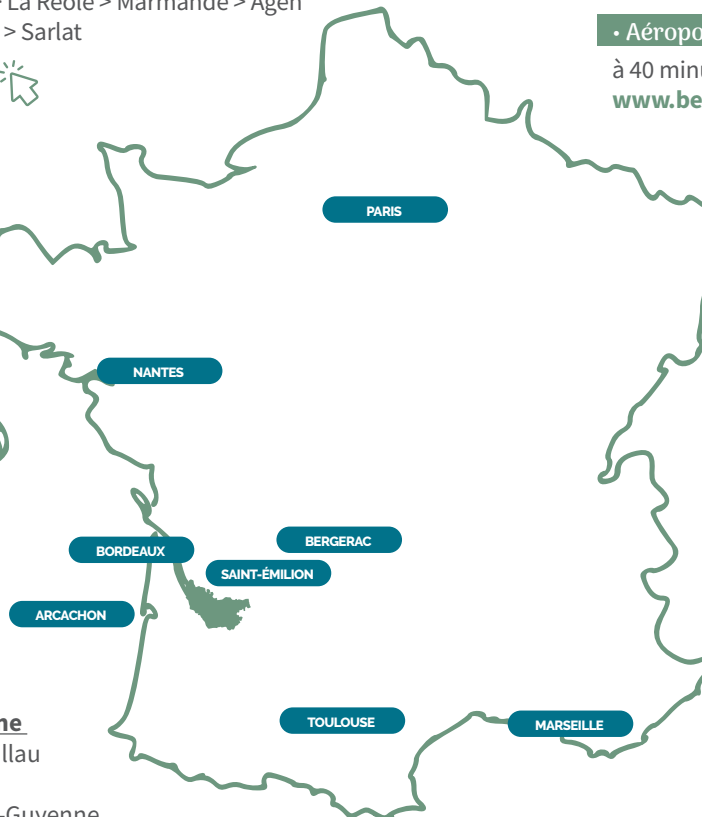 La Réole > Marmande > Agen
> Sarlat
• Aéropo
à 40 minu
www.be
PARIS
NANTES
BORDEAUX
BERGERAC
SAINT-ÉMILION
ARCACHON
TOULOUSE
MARSEILLE
ne
llau
-Guyenne